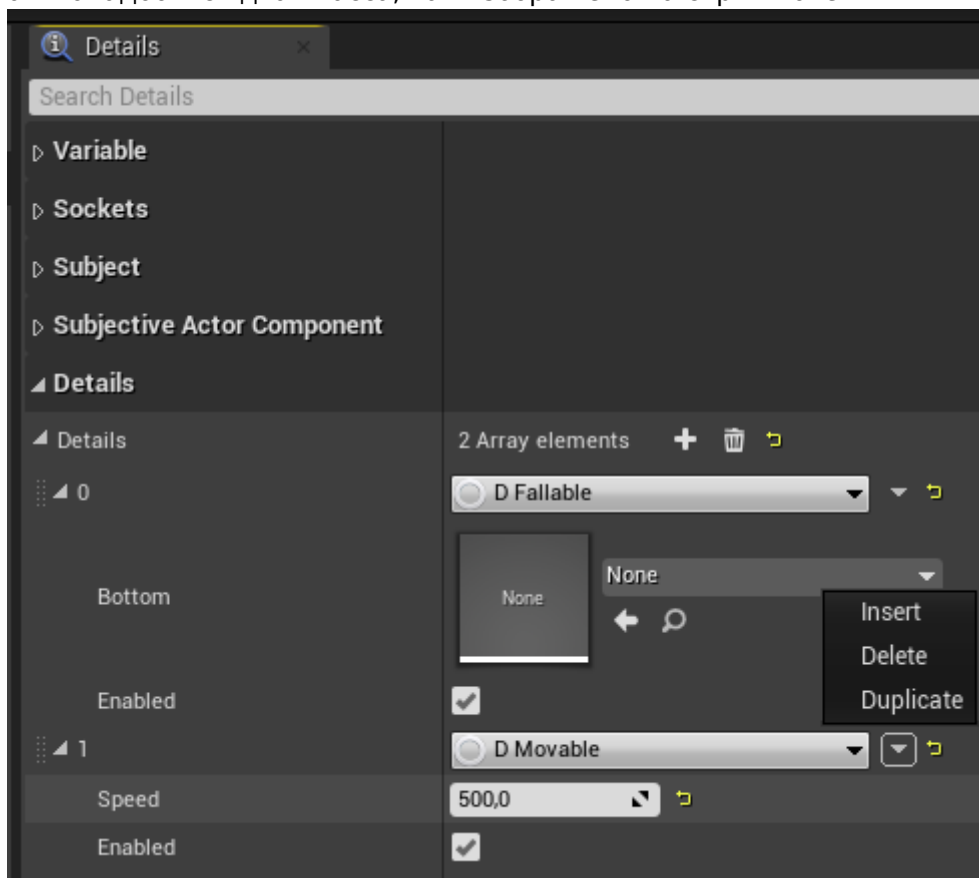 Details
Search Details
Variable
Sockets
Subject
Subjective Actor Component
Details
Details
2 Array elements
0
D Fallable
Bottom
None
None
Insert
Delete
Duplicate
Enabled
1
D Movable
Speed
500,0
Enabled